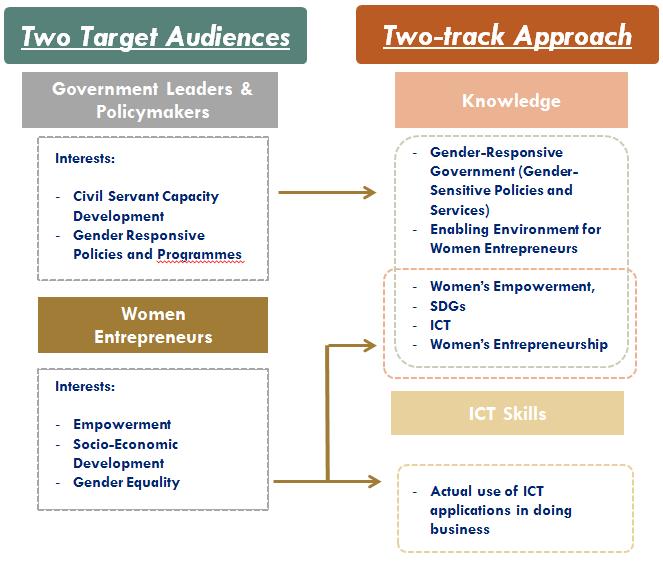 Two Target Audiences
Government Leaders &
Policymakers
Interests:
- Civil Servant Capacity
Development
- Gender Responsive
Policies and Programmes
Women
Entrepreneurs
Interests:
- Empowerment
- Socio-Economic
Development
- Gender Equality
Two-track Approach
Knowledge
- Gender-Responsive
Government (Gender-
Sensitive Policies and
Services)
- Enabling Environment for
Women Entrepreneurs
- Women's Empowerment,
- SDGs
- ICT
- Women's Entrepreneurship
ICT Skills
- Actual use of ICT
applications in doing
business